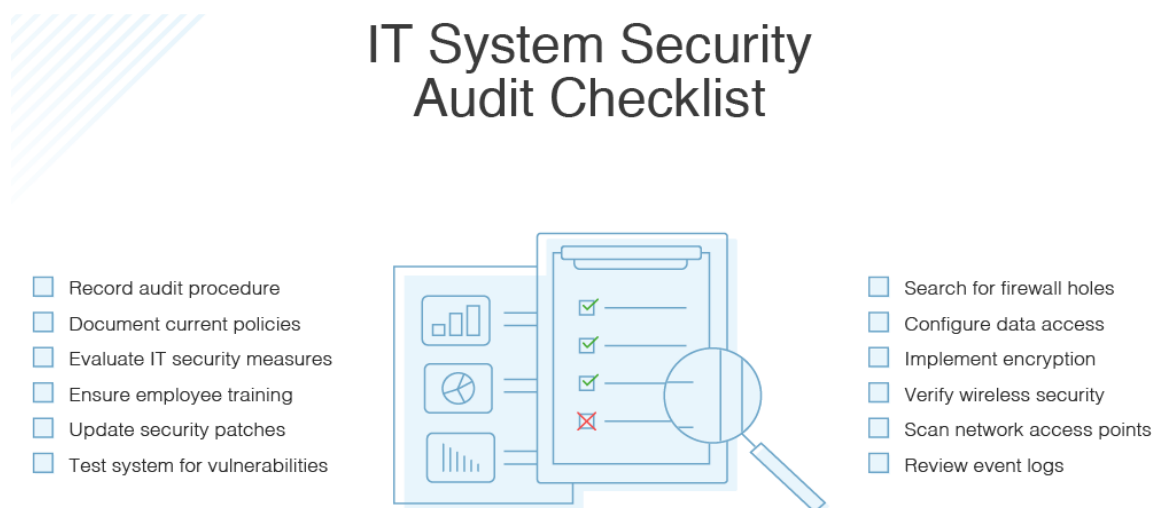 IT System Security
Audit Checklist
Record audit procedure
Document current policies
Evaluate IT security measures
Ensure employee training
Update security patches
Test system for vulnerabilities
Search for firewall holes
Configure data access
Implement encryption
Verify wireless security
Scan network access points
Review event logs